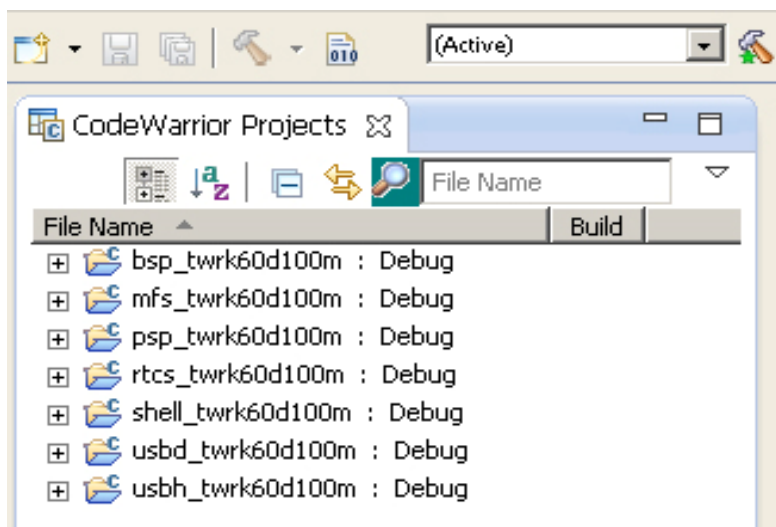 010
(Active)
CodeWarrior Projects
File Name
File Name
Build
bsp_twrk60d100m : Debug
mfs_twrk60d100m : Debug
psp_twrk60d100m : Debug
rtcs_twrk60d100m : Debug
shell_twrk60d100m : Debug
usbd_twrk60d100m : Debug
usbh_twrk60d100m : Debug